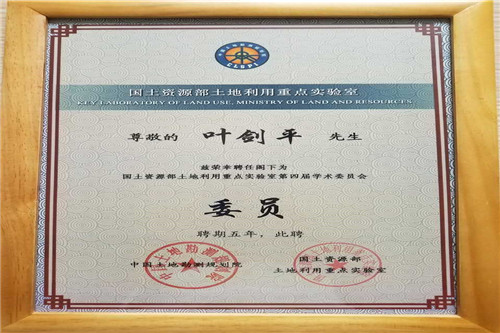 CLSPI
国土资源部土地利用重点实验室
KEY LABORATORY OF LAND USE, MINISTRY OF LAND AND RESOURCES
尊敬的 叶剑平 先生
兹荣幸聘任阁下为
国土资源部土地利用重点实验室第四届学术委员会
委员
聘期五年，此聘
中国土地勘测规划院
国土资源部
土地利用重点实验室